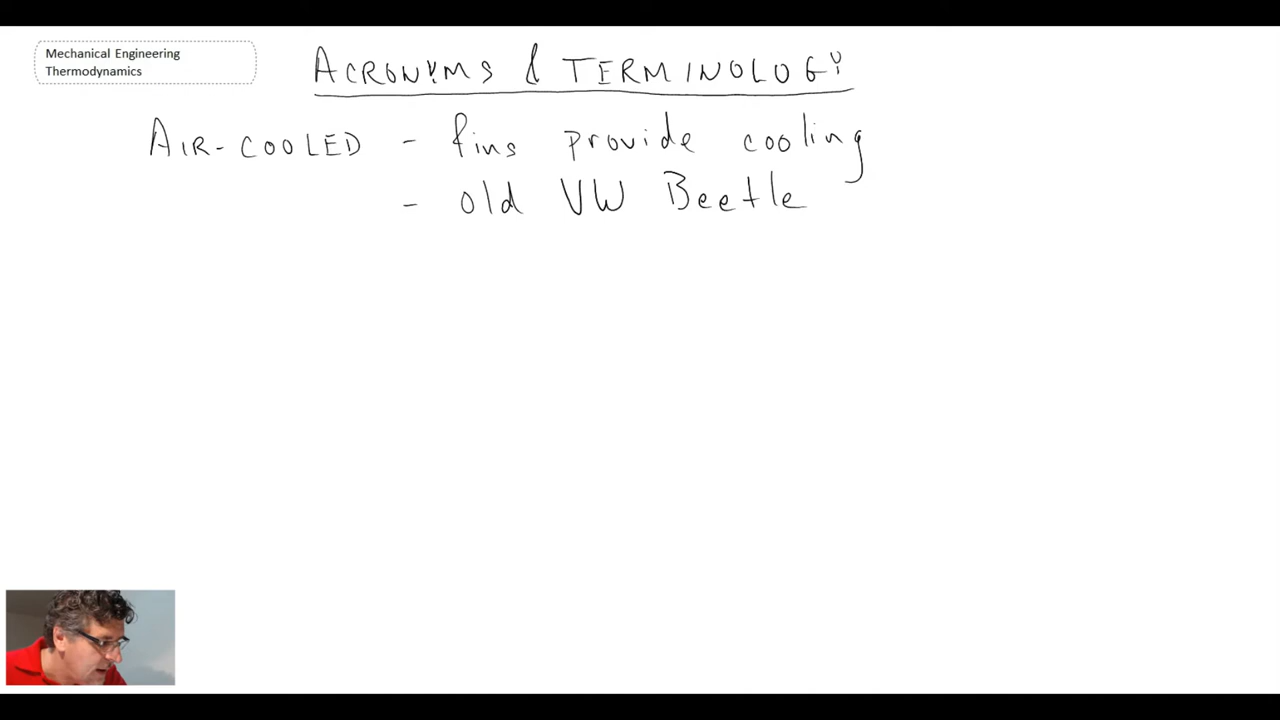 Mechanical Engineering
Thermodynamics
ACRONYMS & TERMINOLOGY
AIR-COOLED - fins provide cooling
- old VW Beetle